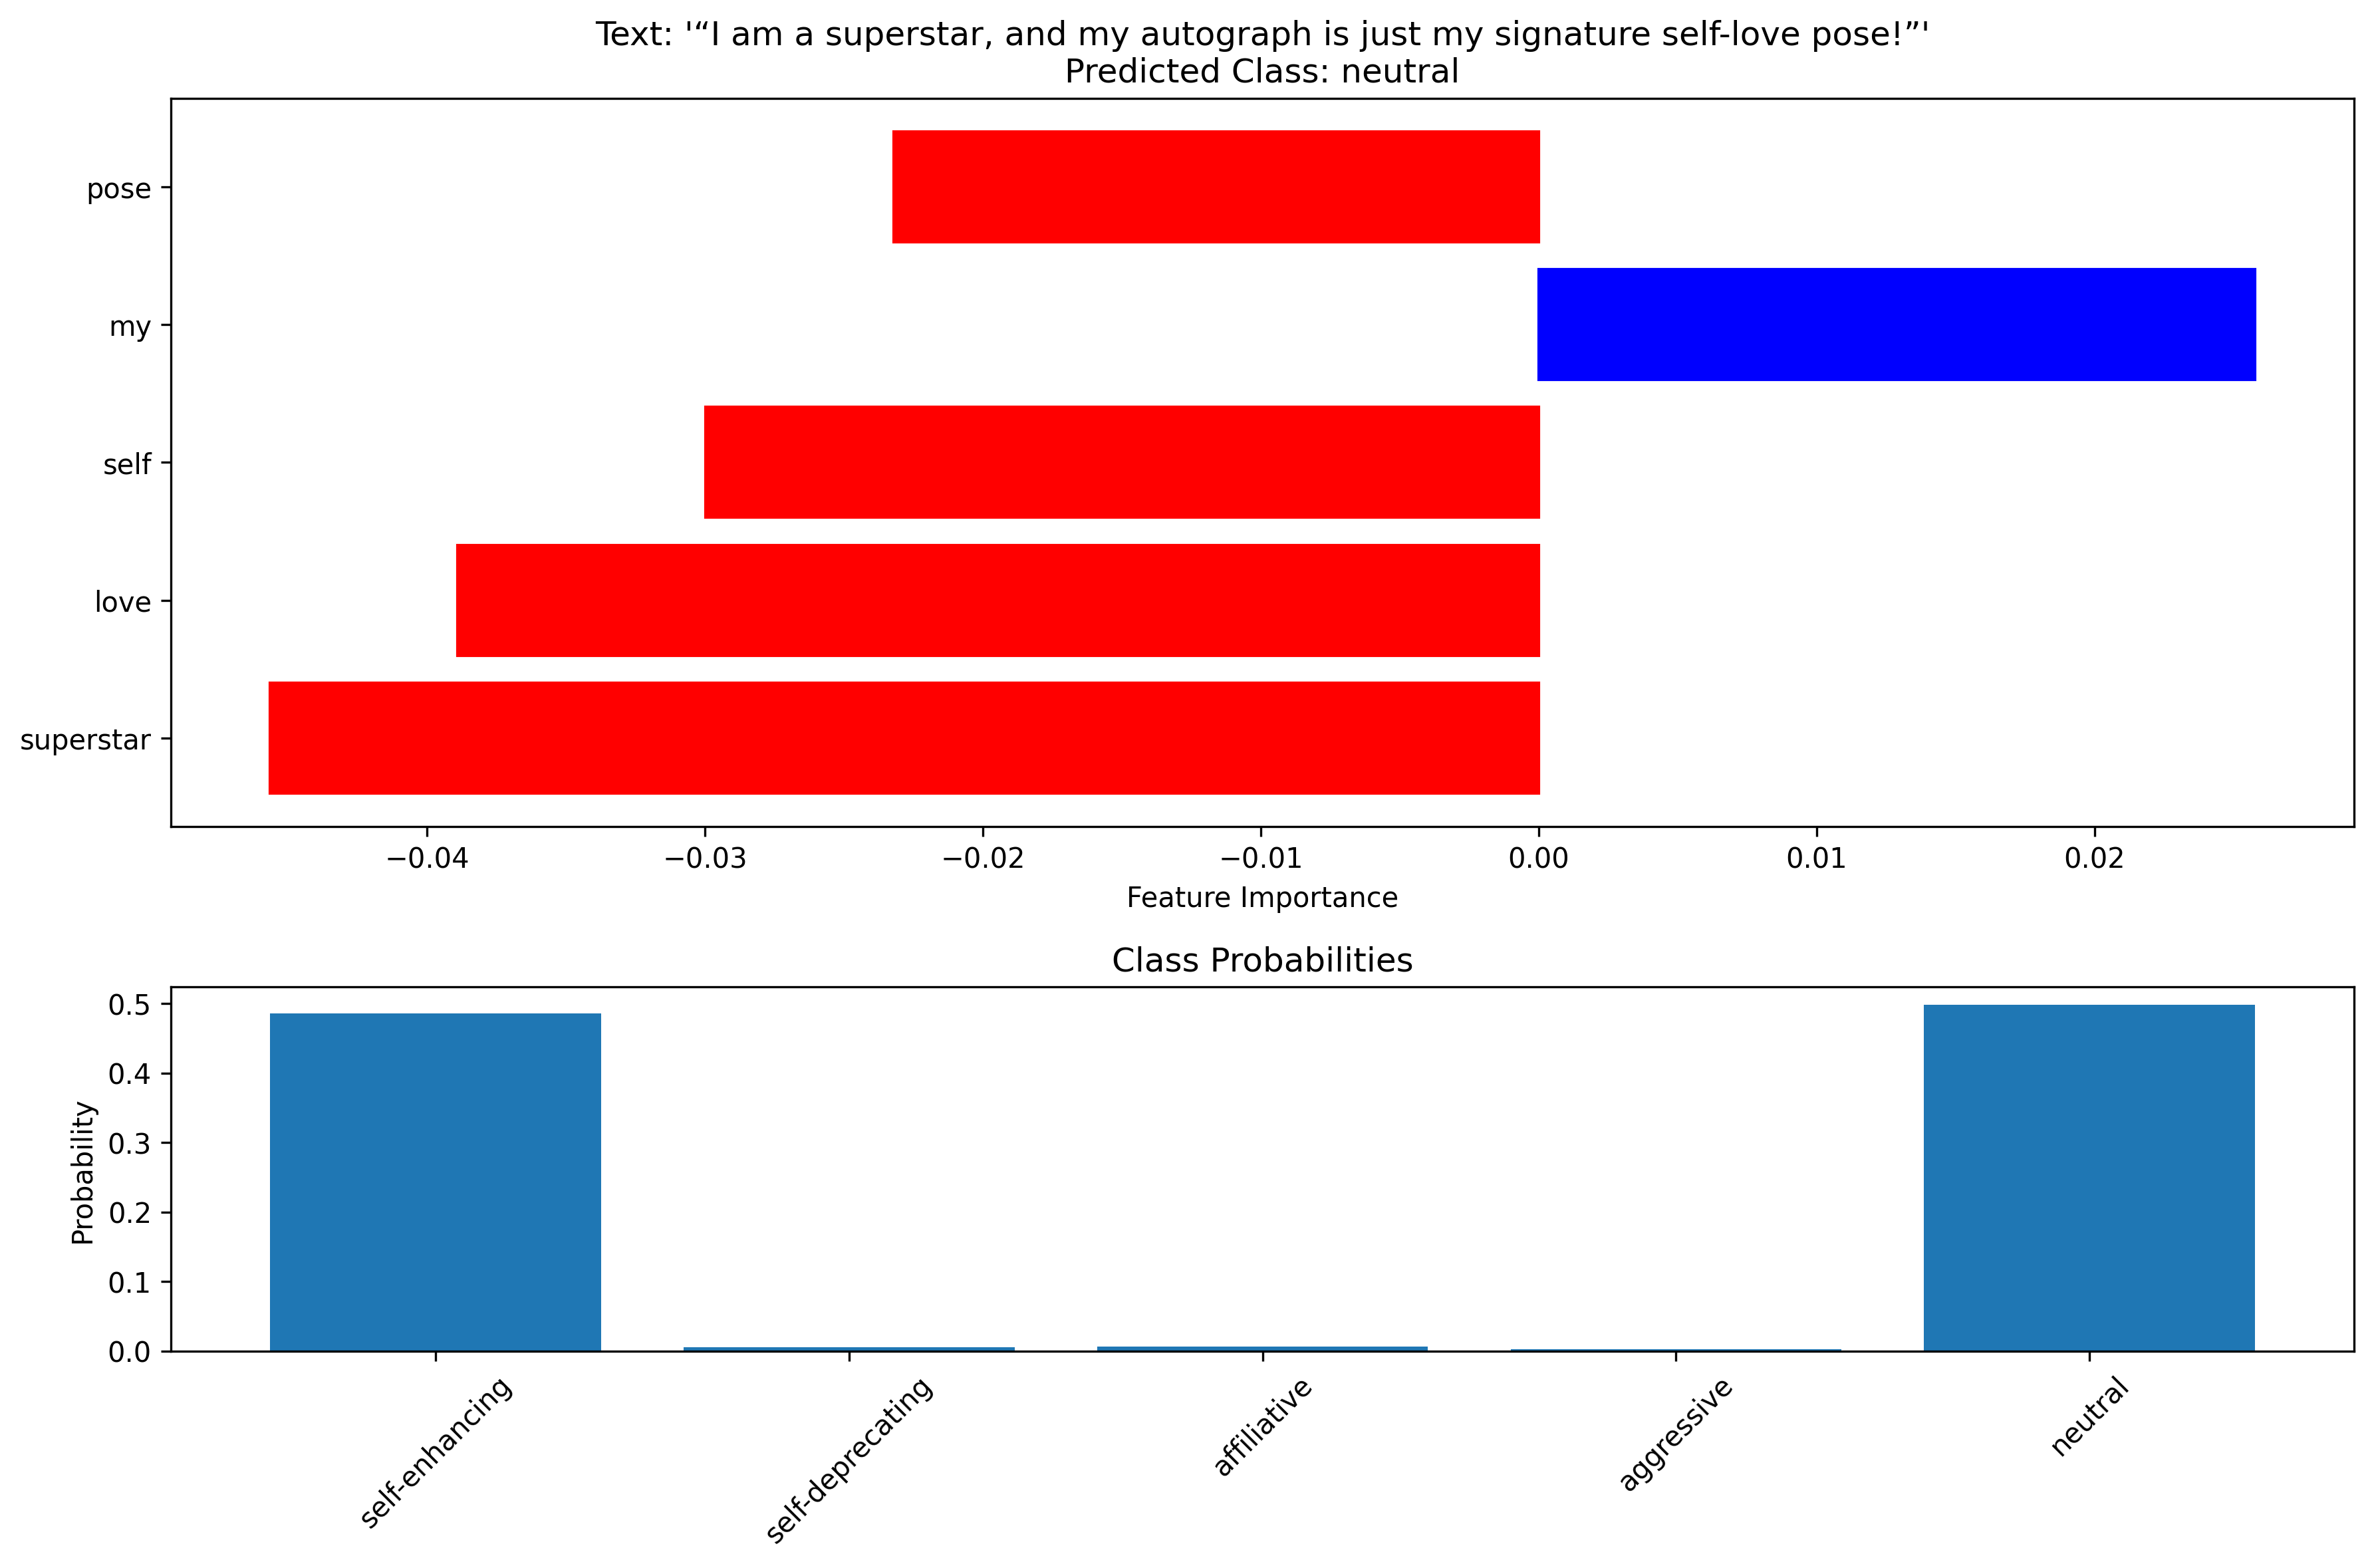 Text: '“I am a superstar, and my autograph is just my signature self-love pose!”'
Predicted Class: neutral
pose
my
self
love
superstar
−0.04 −0.03 −0.02 −0.01 0.00 0.01 0.02
Feature Importance
Class Probabilities
Probability
0.5
0.4
0.3
0.2
0.1
0.0
self-enhancing self-deprecating affiliative aggressive neutral